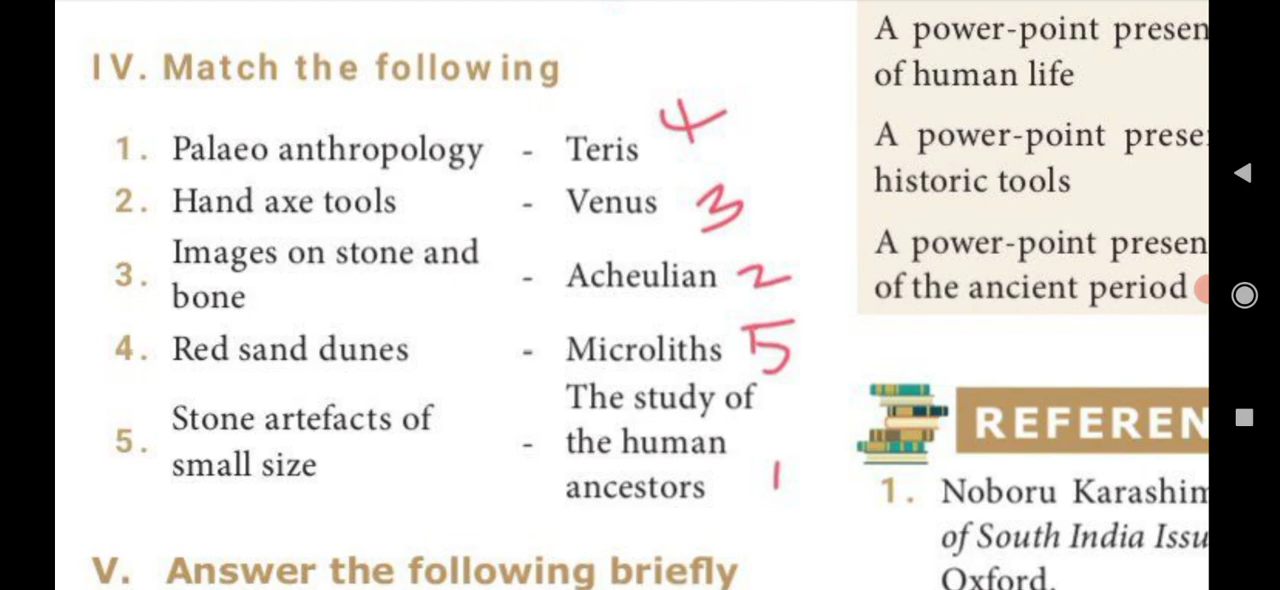 IV. Match the following
1. Palaeo anthropology - Teris 4
2. Hand axe tools - Venus 3
Images on stone and
3. - Acheulian 2
bone
4. Red sand dunes - Microliths 5
The study of
Stone artefacts of
5. - the human
small size
ancestors 1
V. Answer the following briefly
A power-point presen
of human life
A power-point prese
historic tools
A power-point presen
of the ancient period
REFEREN
1. Noboru Karashim
of South India Issu
Oxford.